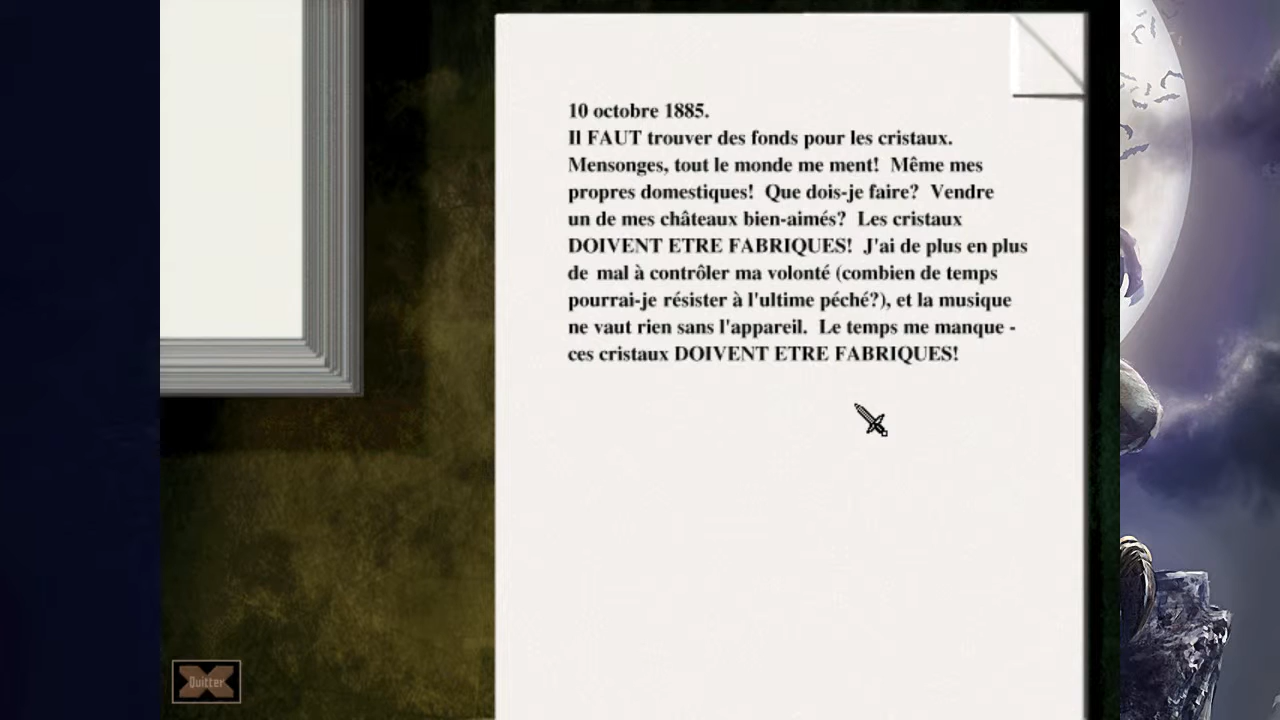 10 octobre 1885.
Il FAUT trouver des fonds pour les cristaux.
Mensonges, tout le monde me ment!  Même mes
propres domestiques!  Que dois-je faire?  Vendre
un de mes châteaux bien-aimés?  Les cristaux
DOIVENT ETRE FABRIQUES!  J'ai de plus en plus
de  mal à contrôler ma volonté (combien de temps
pourrai-je résister à l'ultime péché?), et la musique
ne vaut rien sans l'appareil.  Le temps me manque -
ces cristaux DOIVENT ETRE FABRIQUES!
Quitter